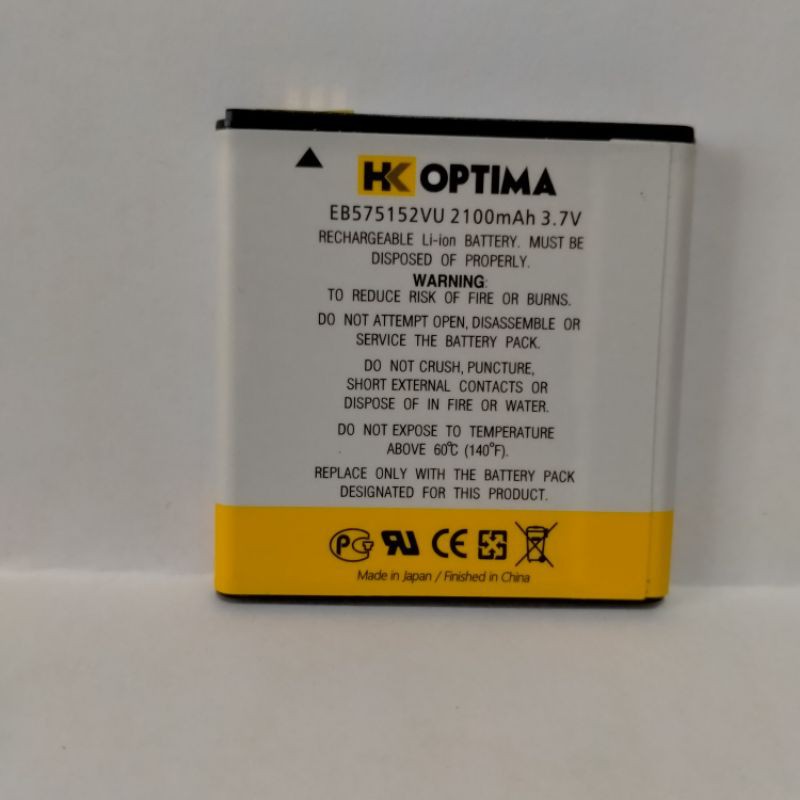 HK OPTIMA
EB575152VU 2100mAh 3.7V
RECHARGEABLE Li-ion BATTERY. MUST BE
DISPOSED OF PROPERLY.
WARNING:
TO REDUCE RISK OF FIRE OR BURNS.
DO NOT ATTEMPT OPEN, DISASSEMBLE OR
SERVICE THE BATTERY PACK.
DO NOT CRUSH, PUNCTURE,
SHORT EXTERNAL CONTACTS OR
DISPOSE OF IN FIRE OR WATER.
DO NOT EXPOSE TO TEMPERATURE
ABOVE 60℃ (140°F).
REPLACE ONLY WITH THE BATTERY PACK
DESIGNATED FOR THIS PRODUCT.
PG RU CE
Made in Japan / Finished in China